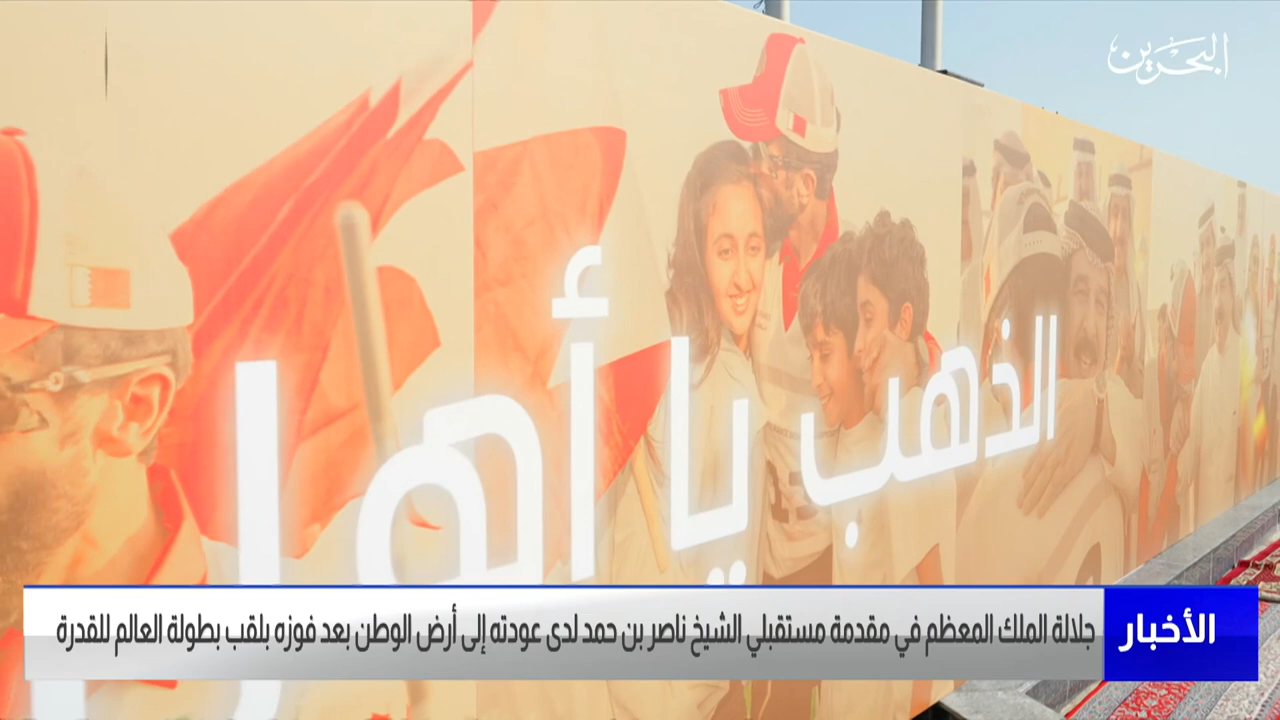 البحرين
الذهب يا أهل
الأخبار
جلالة الملك المعظم في مقدمة مستقبلي الشيخ ناصر بن حمد لدى عودته إلى أرض الوطن بعد فوزه بلقب بطولة العالم للقدرة